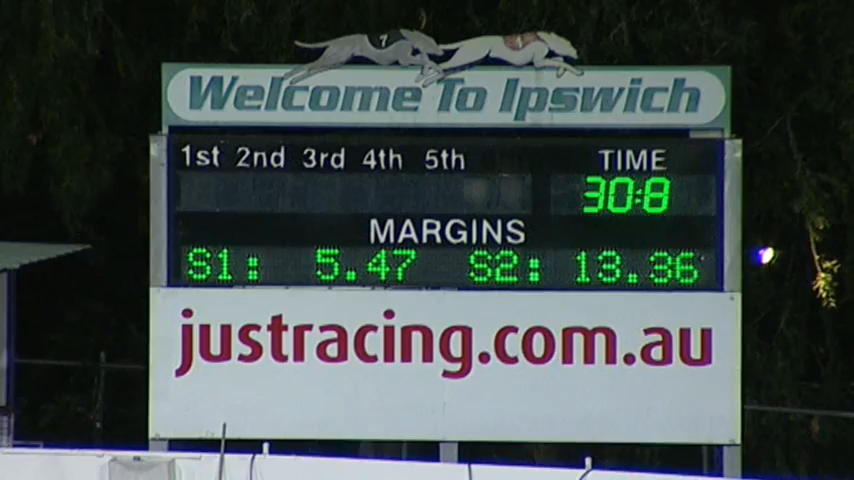 Welcome To Ipswich
1st 2nd 3rd 4th 5th TIME
30:8
MARGINS
S1: 5.47 S2: 13.36
justracing.com.au